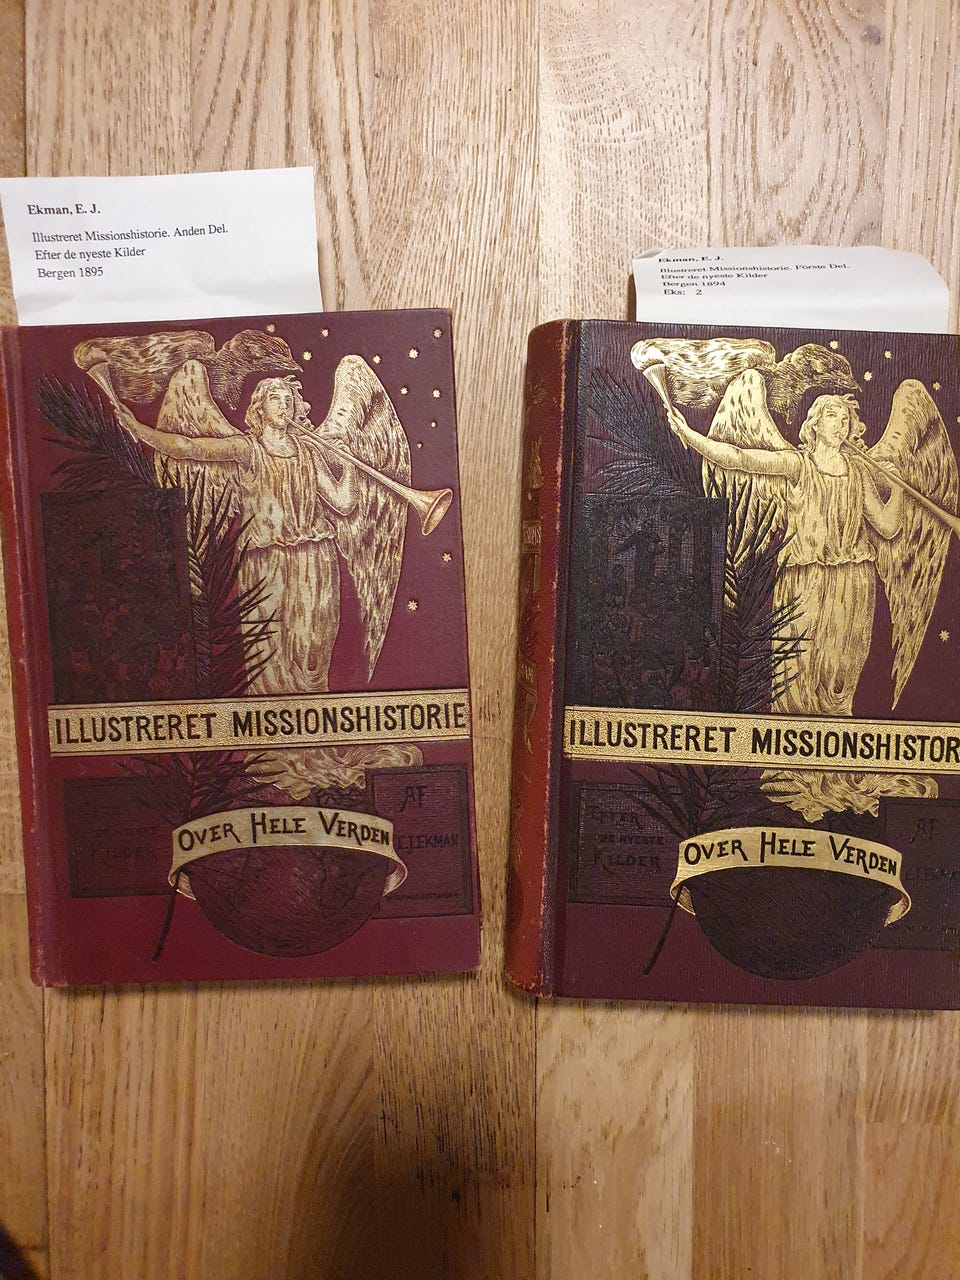 Ekman, E. J.
Illustreret Missionshistorie. Anden Del.
Efter de nyeste Kilder
Bergen 1895
Ekman, E. J.
Illustreret Missionshistorie. Förste Del.
Efter de nyeste Kilder
Bergen 1894
Eks: 2
ILLUSTRERET MISSIONSHISTORIE
AF
DE NYESTE
KILDER
E.J.EKMAN
OVER HELE VERDEN
ILLUSTRERET MISSIONSHISTOR
EFTER
DE NYESTE
KILDER
AF
OVER HELE VERDEN